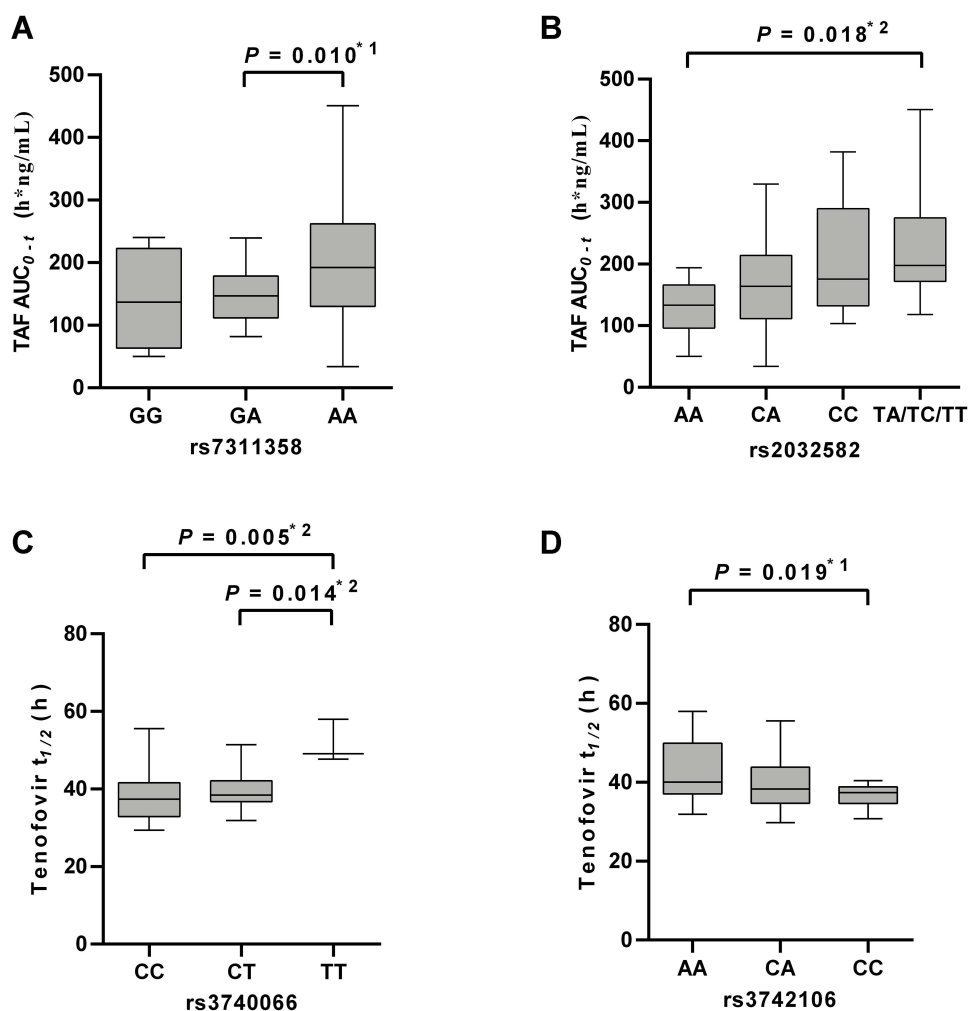 A
P = 0.010*1
TAF AUC0-t (h*ng/mL)
500
400
300
200
100
0
GG GA AA
rs7311358
B
P = 0.018*2
TAF AUC0-t (h*ng/mL)
500
400
300
200
100
0
AA CA CC TA/TC/TT
rs2032582
C
P = 0.005*2
P = 0.014*2
Tenofovir t1/2 (h)
80
60
40
20
0
CC CT TT
rs3740066
D
P = 0.019*1
Tenofovir t1/2 (h)
80
60
40
20
0
AA CA CC
rs3742106